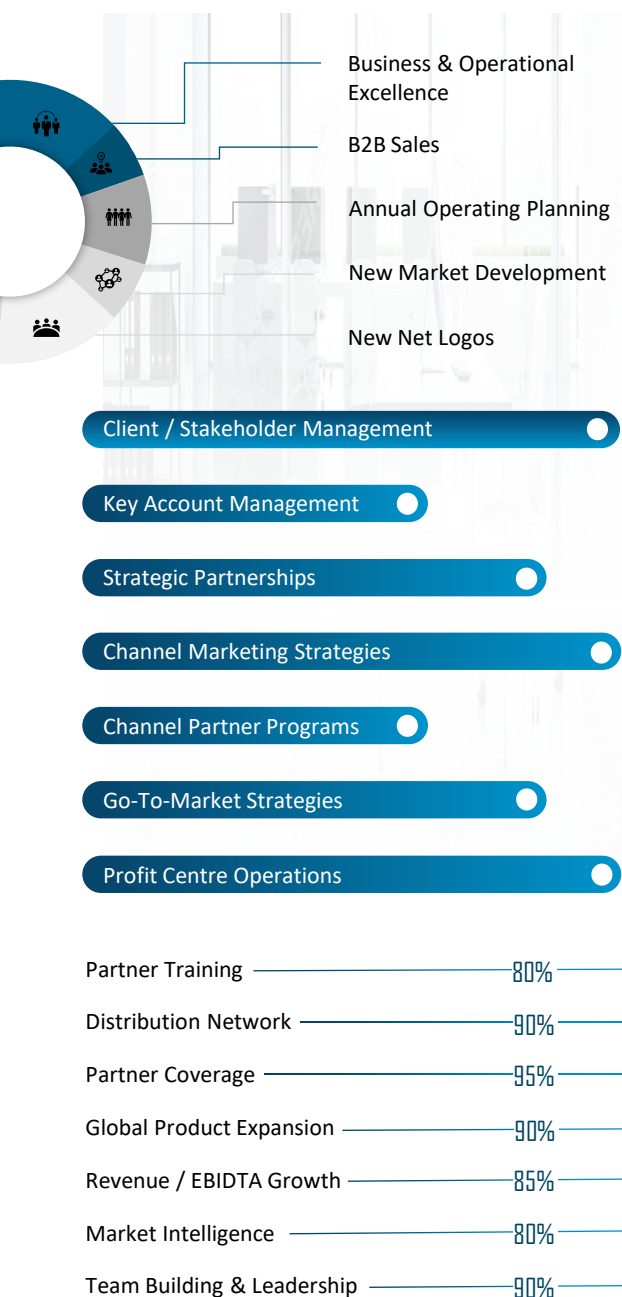 Business & Operational
Excellence
B2B Sales
Annual Operating Planning
New Market Development
New Net Logos
Client / Stakeholder Management
Key Account Management
Strategic Partnerships
Channel Marketing Strategies
Channel Partner Programs
Go-To-Market Strategies
Profit Centre Operations
Partner Training 80%
Distribution Network 90%
Partner Coverage 95%
Global Product Expansion 90%
Revenue / EBIDTA Growth 85%
Market Intelligence 80%
Team Building & Leadership 90%